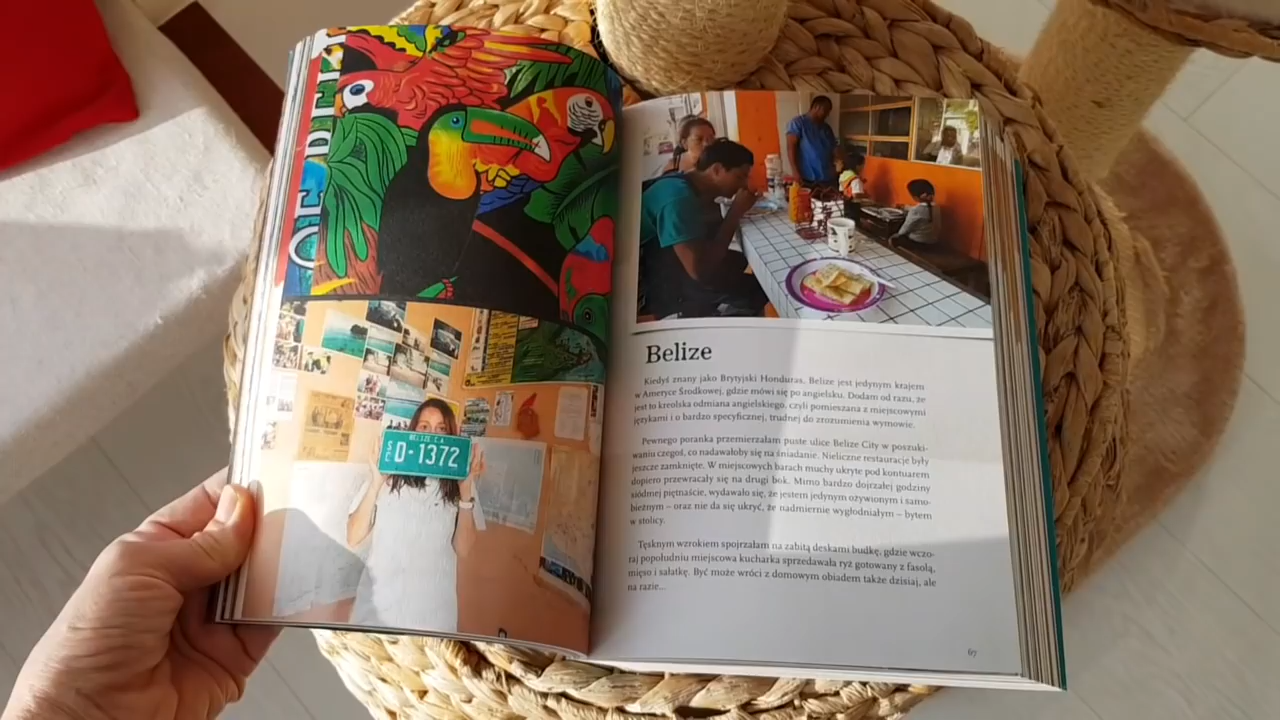 BELIZE C.A.
D-1372
Belize
Kiedyś znany jako Brytyjski Honduras, Belize jest jedynym krajem
w Ameryce Środkowej, gdzie mówi się po angielsku. Dodam od razu, że
jest to kreolska odmiana angielskiego, czyli pomieszana z miejscowymi
językami i o bardzo specyficznej, trudnej do zrozumienia wymowie.
Pewnego poranka przemierzałam puste ulice Belize City w poszuki-
waniu czegoś, co nadawałoby się na śniadanie. Nieliczne restauracje były
jeszcze zamknięte. W miejscowych barach muchy ukryte pod kontuarem
dopiero przewracały się na drugi bok. Mimo bardzo dojrzałej godziny
siódmej piętnaście, wydawało się, że jestem jedynym ożywionym i samo-
bieżnym – oraz nie da się ukryć, że nadmiernie wygłodniałym – bytem
w stolicy.
Tęsknym wzrokiem spojrzałam na zabitą deskami budkę, gdzie wczo-
raj popołudniu miejscowa kucharka sprzedawała ryż gotowany z fasolą,
mięso i sałatkę. Być może wróci z domowym obiadem także dzisiaj, ale
na razie...
67